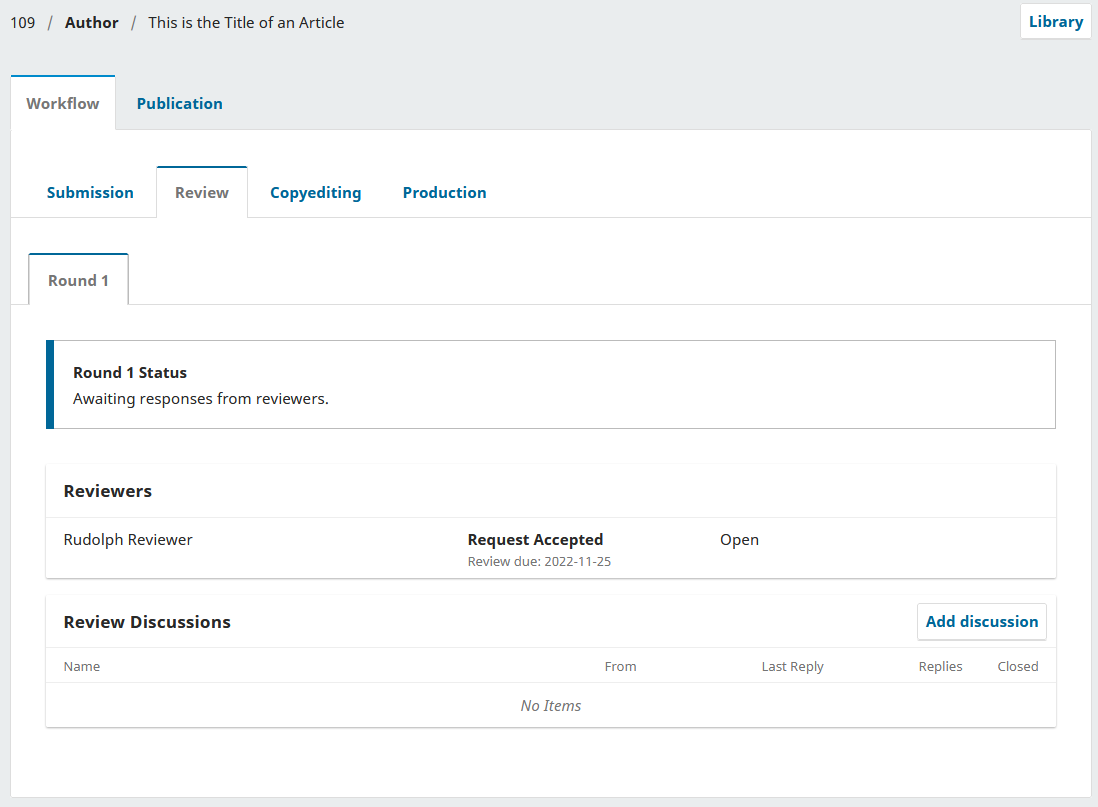 109 / Author / This is the Title of an Article
Library
Workflow Publication
Submission Review Copyediting Production
Round 1
Round 1 Status
Awaiting responses from reviewers.
Reviewers
Rudolph Reviewer Request Accepted Open
Review due: 2022-11-25
Review Discussions Add discussion
Name From Last Reply Replies Closed
No Items